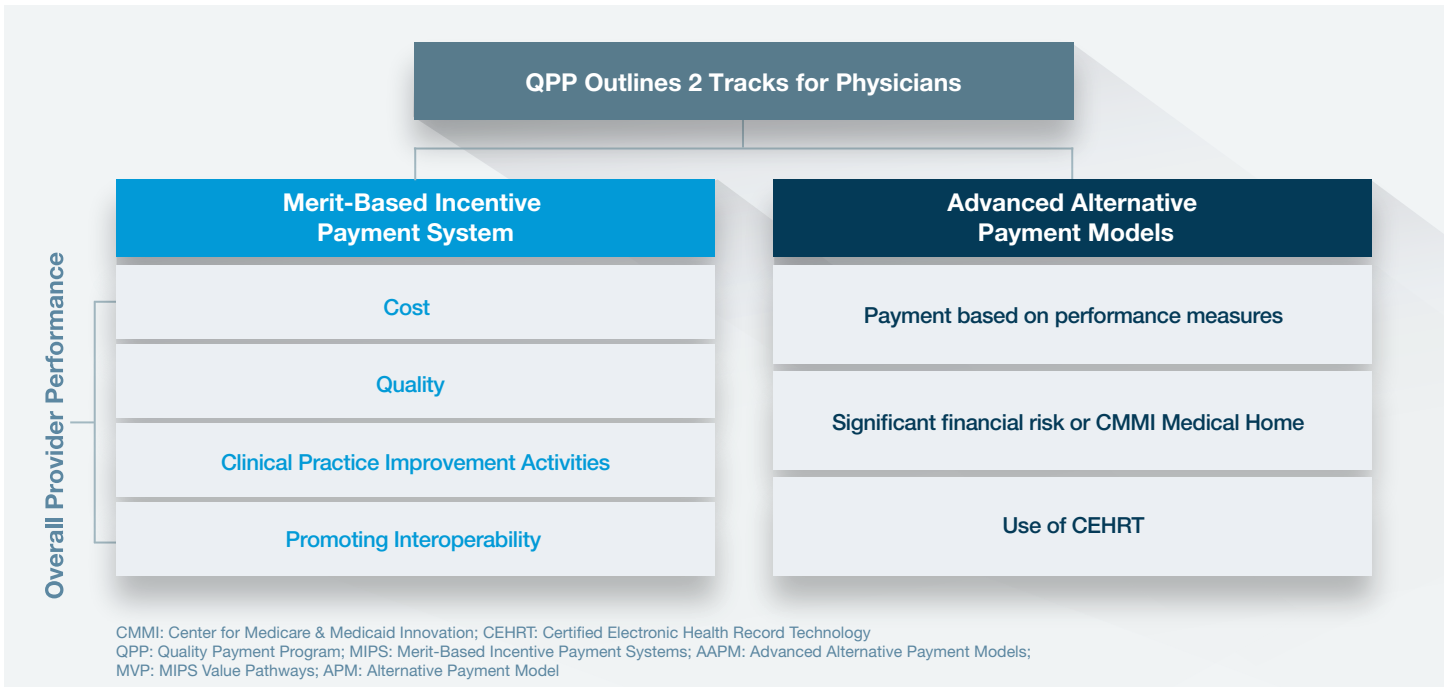 QPP Outlines 2 Tracks for Physicians
Merit-Based Incentive
Payment System
Cost
Quality
Clinical Practice Improvement Activities
Promoting Interoperability
Overall Provider Performance
Advanced Alternative
Payment Models
Payment based on performance measures
Significant financial risk or CMMI Medical Home
Use of CEHRT
CMMI: Center for Medicare & Medicaid Innovation; CEHRT: Certified Electronic Health Record Technology
QPP: Quality Payment Program; MIPS: Merit-Based Incentive Payment Systems; AAPM: Advanced Alternative Payment Models;
MVP: MIPS Value Pathways; APM: Alternative Payment Model